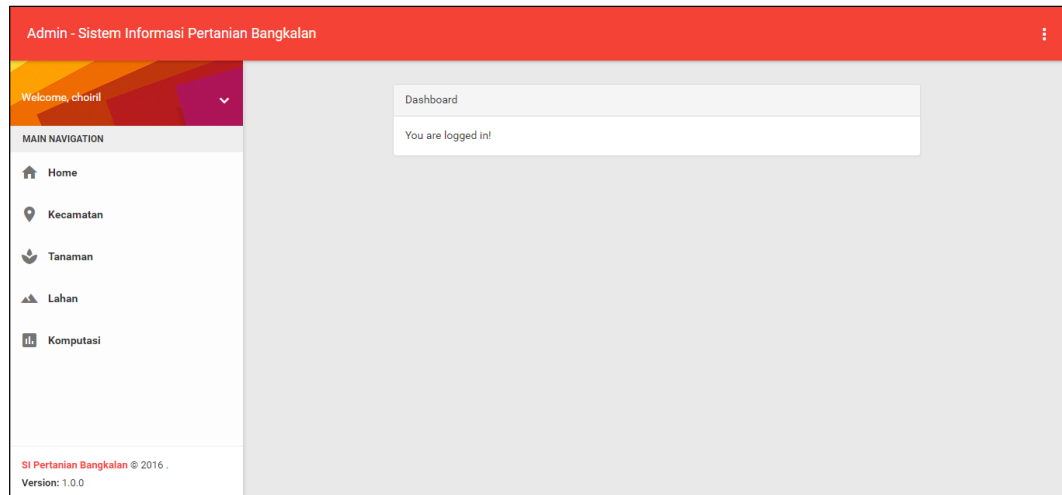 Admin - Sistem Informasi Pertanian Bangkalan
Welcome, choiril
MAIN NAVIGATION
Home
Kecamatan
Tanaman
Lahan
Komputasi
SI Pertanian Bangkalan © 2016 .
Version: 1.0.0
Dashboard
You are logged in!